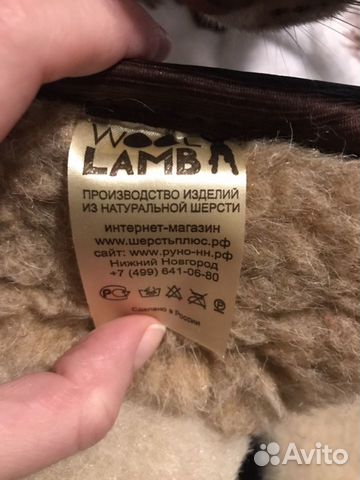 WOOL
LAMB
ПРОИЗВОДСТВО ИЗДЕЛИЙ
ИЗ НАТУРАЛЬНОЙ ШЕРСТИ
интернет-магазин
www.шерстьплюс.рф
сайт: www.руно-нн.рф
Нижний Новгород
+7 (499) 641-06-80
Сделано в России
Avito